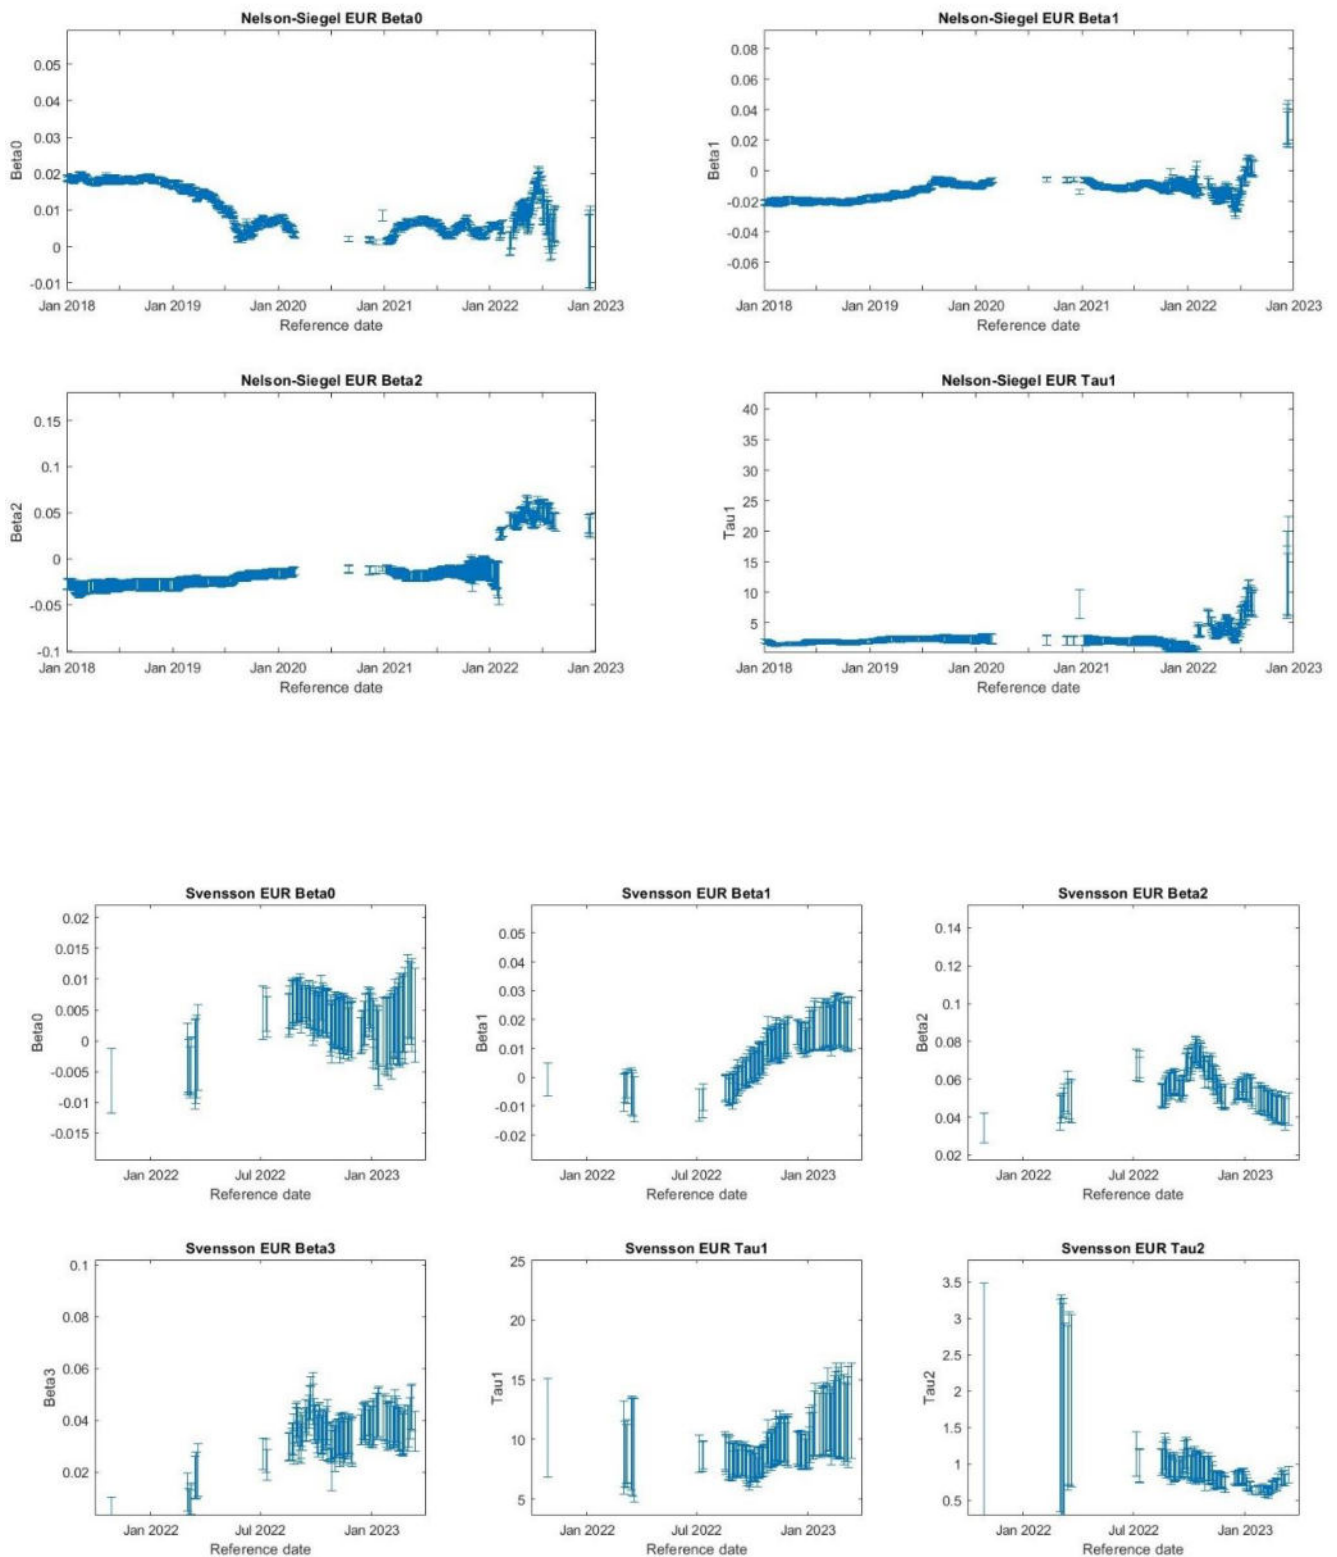 Nelson-Siegel EUR Beta0
0.05
0.04
0.03
0.02
0.01
0
-0.01
Beta0
Jan 2018 Jan 2019 Jan 2020 Jan 2021 Jan 2022 Jan 2023
Reference date
Nelson-Siegel EUR Beta1
0.08
0.06
0.04
0.02
0
-0.02
-0.04
-0.06
Beta1
Jan 2018 Jan 2019 Jan 2020 Jan 2021 Jan 2022 Jan 2023
Reference date
Nelson-Siegel EUR Beta2
0.15
0.1
0.05
0
-0.05
-0.1
Beta2
Jan 2018 Jan 2019 Jan 2020 Jan 2021 Jan 2022 Jan 2023
Reference date
Nelson-Siegel EUR Tau1
40
35
30
25
20
15
10
5
Tau1
Jan 2018 Jan 2019 Jan 2020 Jan 2021 Jan 2022 Jan 2023
Reference date
Svensson EUR Beta0
0.02
0.015
0.01
0.005
0
-0.005
-0.01
-0.015
Beta0
Jan 2022 Jul 2022 Jan 2023
Reference date
Svensson EUR Beta1
0.05
0.04
0.03
0.02
0.01
0
-0.01
-0.02
Beta1
Jan 2022 Jul 2022 Jan 2023
Reference date
Svensson EUR Beta2
0.14
0.12
0.1
0.08
0.06
0.04
0.02
Beta2
Jan 2022 Jul 2022 Jan 2023
Reference date
Svensson EUR Beta3
0.1
0.08
0.06
0.04
0.02
Beta3
Jan 2022 Jul 2022 Jan 2023
Reference date
Svensson EUR Tau1
25
20
15
10
5
Tau1
Jan 2022 Jul 2022 Jan 2023
Reference date
Svensson EUR Tau2
3.5
3
2.5
2
1.5
1
0.5
Tau2
Jan 2022 Jul 2022 Jan 2023
Reference date